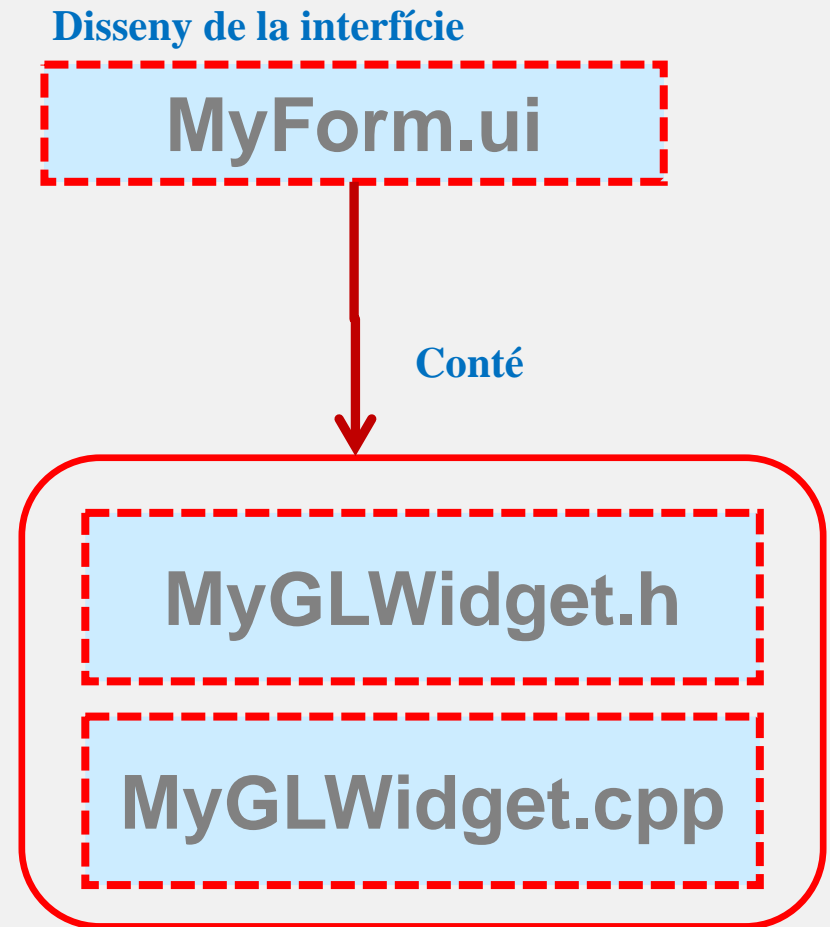 Disseny de la interfície
MyForm.ui
Conté
MyGLWidget.h
MyGLWidget.cpp